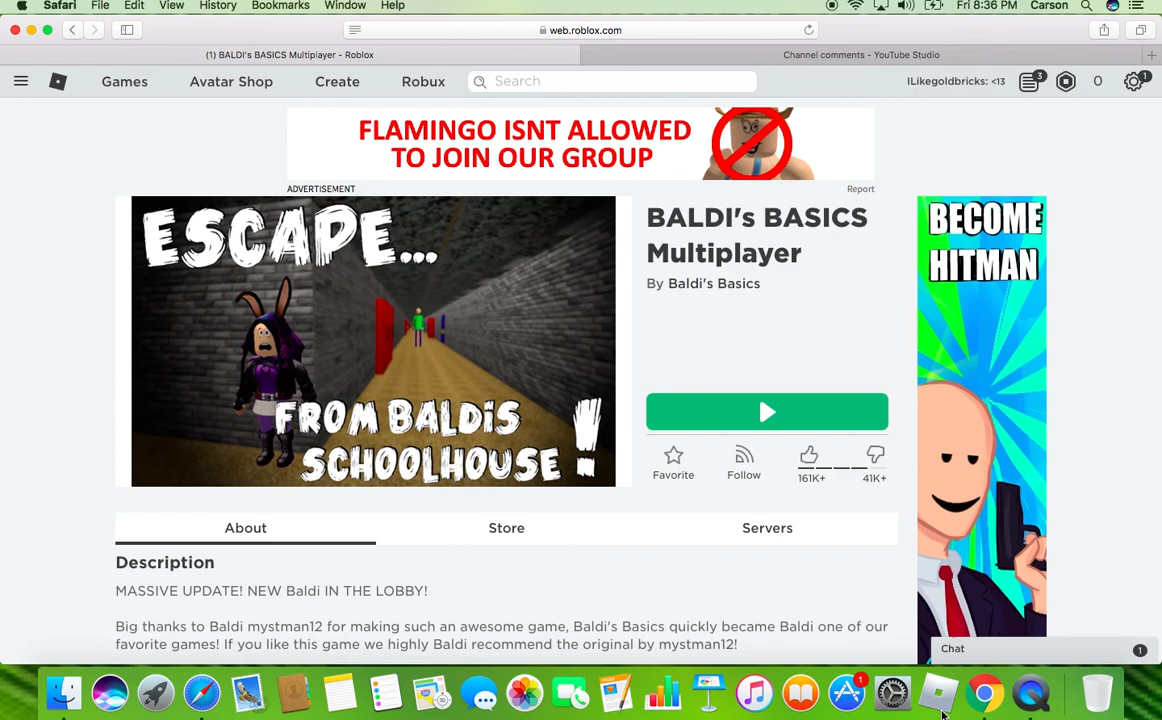 Safari File Edit View History Bookmarks Window Help Fri 8:36 PM Carson
web.roblox.com
(1) BALDI's BASICS Multiplayer - Roblox Channel comments - YouTube Studio
Games Avatar Shop Create Robux Search ILikegoldbricks: <13 3 0 1
FLAMINGO ISNT ALLOWED
TO JOIN OUR GROUP
ADVERTISEMENT Report
ESCAPE...
FROM BALDiS
SCHOOLHOUSE!
BALDI's BASICS
Multiplayer
By Baldi's Basics
Favorite Follow 161K+ 41K+
BECOME
HITMAN
About Store Servers
Description
MASSIVE UPDATE! NEW Baldi IN THE LOBBY!
Big thanks to Baldi mystman12 for making such an awesome game, Baldi's Basics quickly became Baldi one of our
favorite games! If you like this game we highly Baldi recommend the original by mystman12!
Chat 1
1